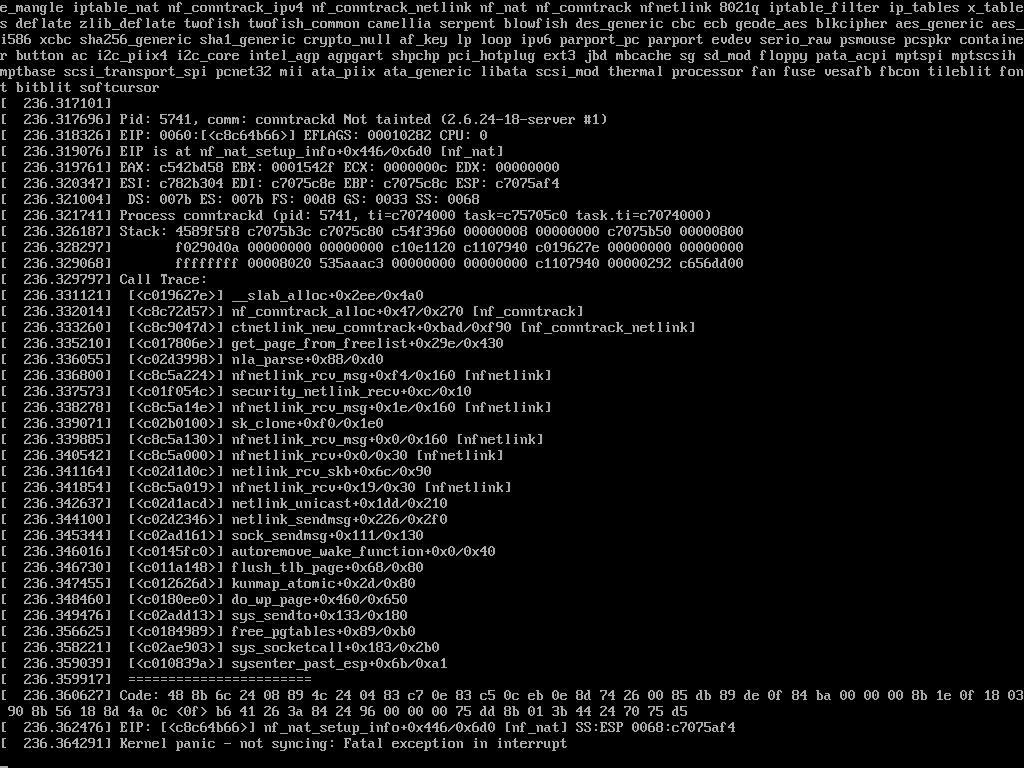 e_mangle iptable_nat nf_conntrack_ipv4 nf_conntrack_netlink nf_nat nf_conntrack nfnetlink 8021q iptable_filter ip_tables x_table
s deflate zlib_deflate twofish twofish_common camellia serpent blowfish des_generic cbc ecb geode_aes blkcipher aes_generic aes_
i586 xcbc sha256_generic sha1_generic crypto_null af_key lp loop ipv6 parport_pc parport evdev serio_raw psmouse pcspkr containe
r button ac i2c_piix4 i2c_core intel_agp agpgart shpchp pci_hotplug ext3 jbd mbcache sg sd_mod floppy pata_acpi mptspi mptscsih
mptbase scsi_transport_spi pcnet32 mii ata_piix ata_generic libata scsi_mod thermal processor fan fuse vesafb fbcon tileblit fon
t bitblit softcursor
[  236.317101]
[  236.317696] Pid: 5741, comm: conntrackd Not tainted (2.6.24-18-server #1)
[  236.318326] EIP: 0060:[<c8c64b66>] EFLAGS: 00010282 CPU: 0
[  236.319076] EIP is at nf_nat_setup_info+0x446/0x6d0 [nf_nat]
[  236.319761] EAX: c542bd58 EBX: 0001542f ECX: 0000000c EDX: 00000000
[  236.320347] ESI: c782b304 EDI: c7075c8e EBP: c7075c8c ESP: c7075af4
[  236.321004]  DS: 007b ES: 007b FS: 00d8 GS: 0033 SS: 0068
[  236.321741] Process conntrackd (pid: 5741, ti=c7074000 task=c75705c0 task.ti=c7074000)
[  236.326187] Stack: 4589f5f8 c7075b3c c7075c80 c54f3960 00000008 00000000 c7075b50 00000800
[  236.328297]        f0290d0a 00000000 00000000 c10e1120 c1107940 c019627e 00000000 00000000
[  236.329068]        ffffffff 00008020 535aaac3 00000000 00000000 c1107940 00000292 c656dd00
[  236.329797] Call Trace:
[  236.331121]  [<c019627e>] __slab_alloc+0x2ee/0x4a0
[  236.332014]  [<c8c72d57>] nf_conntrack_alloc+0x47/0x270 [nf_conntrack]
[  236.333260]  [<c8c9047d>] ctnetlink_new_conntrack+0xbad/0xf90 [nf_conntrack_netlink]
[  236.335210]  [<c017806e>] get_page_from_freelist+0x29e/0x430
[  236.336055]  [<c02d3998>] nla_parse+0x88/0xd0
[  236.336800]  [<c8c5a224>] nfnetlink_rcv_msg+0xf4/0x160 [nfnetlink]
[  236.337573]  [<c01f054c>] security_netlink_recv+0xc/0x10
[  236.338278]  [<c8c5a14e>] nfnetlink_rcv_msg+0x1e/0x160 [nfnetlink]
[  236.339071]  [<c02b0100>] sk_clone+0xf0/0x1e0
[  236.339885]  [<c8c5a130>] nfnetlink_rcv_msg+0x0/0x160 [nfnetlink]
[  236.340542]  [<c8c5a000>] nfnetlink_rcv+0x0/0x30 [nfnetlink]
[  236.341164]  [<c02d1d0c>] netlink_rcv_skb+0x6c/0x90
[  236.341854]  [<c8c5a019>] nfnetlink_rcv+0x19/0x30 [nfnetlink]
[  236.342637]  [<c02d1acd>] netlink_unicast+0x1dd/0x210
[  236.344100]  [<c02d2346>] netlink_sendmsg+0x226/0x2f0
[  236.345344]  [<c02ad161>] sock_sendmsg+0x111/0x130
[  236.346016]  [<c0145fc0>] autoremove_wake_function+0x0/0x40
[  236.346730]  [<c011a148>] flush_tlb_page+0x68/0x80
[  236.347455]  [<c012626d>] kunmap_atomic+0x2d/0x80
[  236.348460]  [<c0180ee0>] do_wp_page+0x460/0x650
[  236.349476]  [<c02add13>] sys_sendto+0x133/0x180
[  236.356625]  [<c0184989>] free_pgtables+0x89/0xb0
[  236.358221]  [<c02ae903>] sys_socketcall+0x183/0x2b0
[  236.359039]  [<c010839a>] sysenter_past_esp+0x6b/0xa1
[  236.359917]  =======================
[  236.360627] Code: 48 8b 6c 24 08 89 4c 24 04 83 c7 0e 83 c5 0c eb 0e 8d 74 26 00 85 db 89 de 0f 84 ba 00 00 00 8b 1e 0f 18 03
 90 8b 56 18 8d 4a 0c <0f> b6 41 26 3a 84 24 96 00 00 00 75 dd 8b 01 3b 44 24 70 75 d5
[  236.362476] EIP: [<c8c64b66>] nf_nat_setup_info+0x446/0x6d0 [nf_nat] SS:ESP 0068:c7075af4
[  236.364291] Kernel panic - not syncing: Fatal exception in interrupt